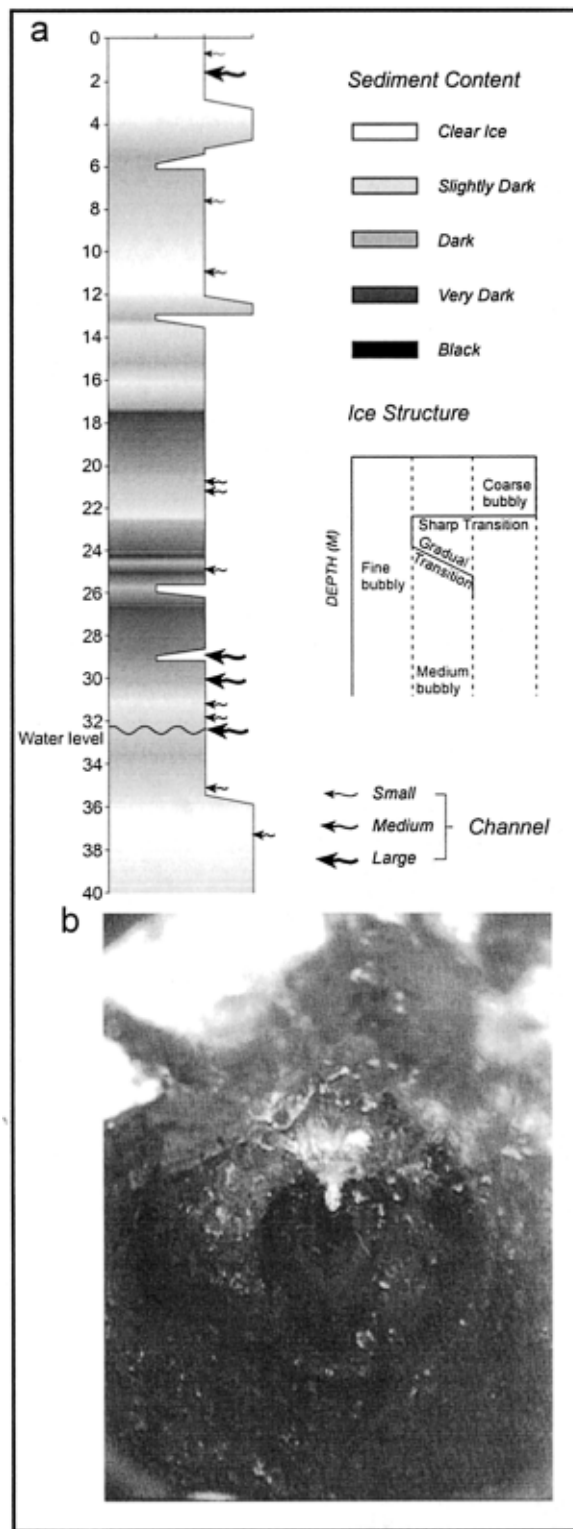 a
0
2
4
6
8
10
12
14
16
18
20
22
24
26
28
30
32
Water level
34
36
38
40
Sediment Content
Clear Ice
Slightly Dark
Dark
Very Dark
Black
Ice Structure
DEPTH (M)
Coarse
bubbly
Sharp Transition
Gradual
Transition
Fine
bubbly
Medium
bubbly
Small
Medium
Large
Channel
b